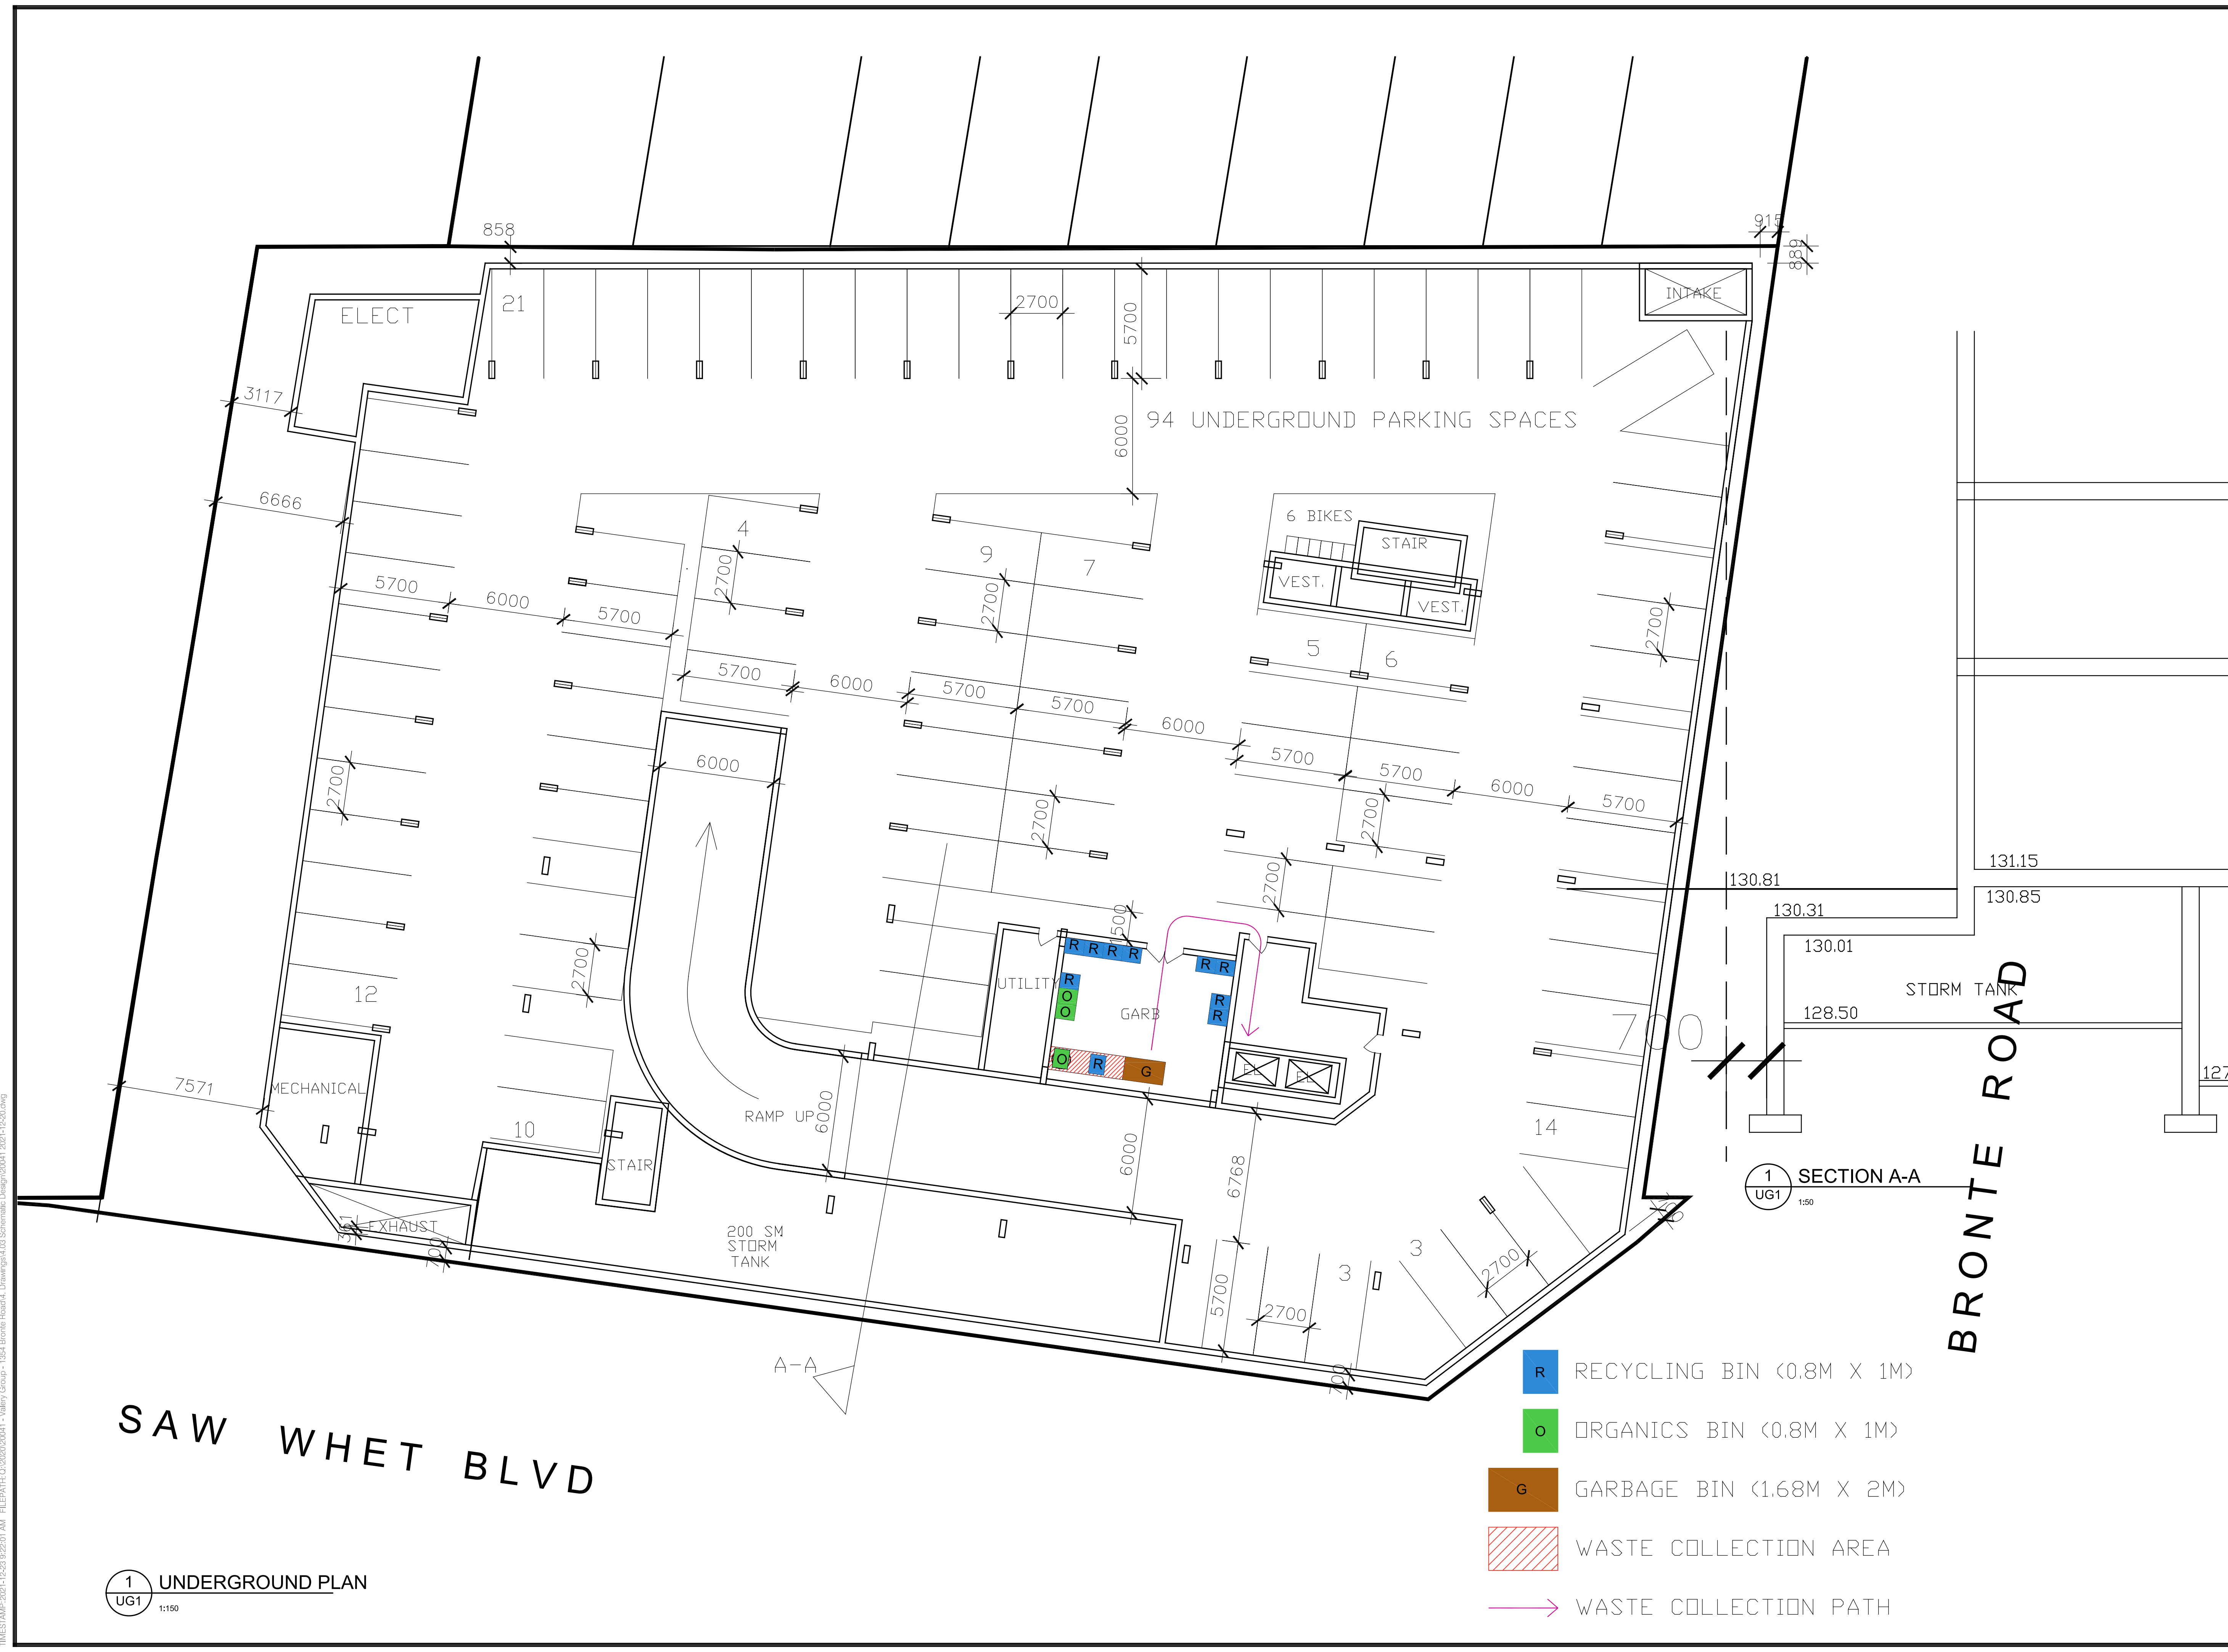 858
915
889
ELECT
21
2700
5700
INTAKE
3117
6000
94 UNDERGROUND PARKING SPACES
6666
4
2700
9
7
2700
6 BIKES
STAIR
VEST.
VEST.
5700
6000
5700
5
6
2700
5700
6000
5700
5700
6000
5700
5700
6000
5700
6000
2700
2700
2700
2700
131.15
130.81
130.85
130.31
130.01
1500
R R R R
R R
2700
UTILITY
R
O
O
R
R
GARB
STORM TANK
12
128.50
700
O
R
G
EL
EL
7571
MECHANICAL
RAMP UP
6000
127
10
14
STAIR
6000
6768
1
UG1
SECTION A-A
1:50
EXHAUST
700
200 SM
STORM
TANK
3
3
2700
5700
2700
700
A-A
BRONTE ROAD
SAW WHET BLVD
R
RECYCLING BIN (0.8M X 1M)
O
ORGANICS BIN (0.8M X 1M)
G
GARBAGE BIN (1.68M X 2M)
WASTE COLLECTION AREA
WASTE COLLECTION PATH
1
UG1
UNDERGROUND PLAN
1:150